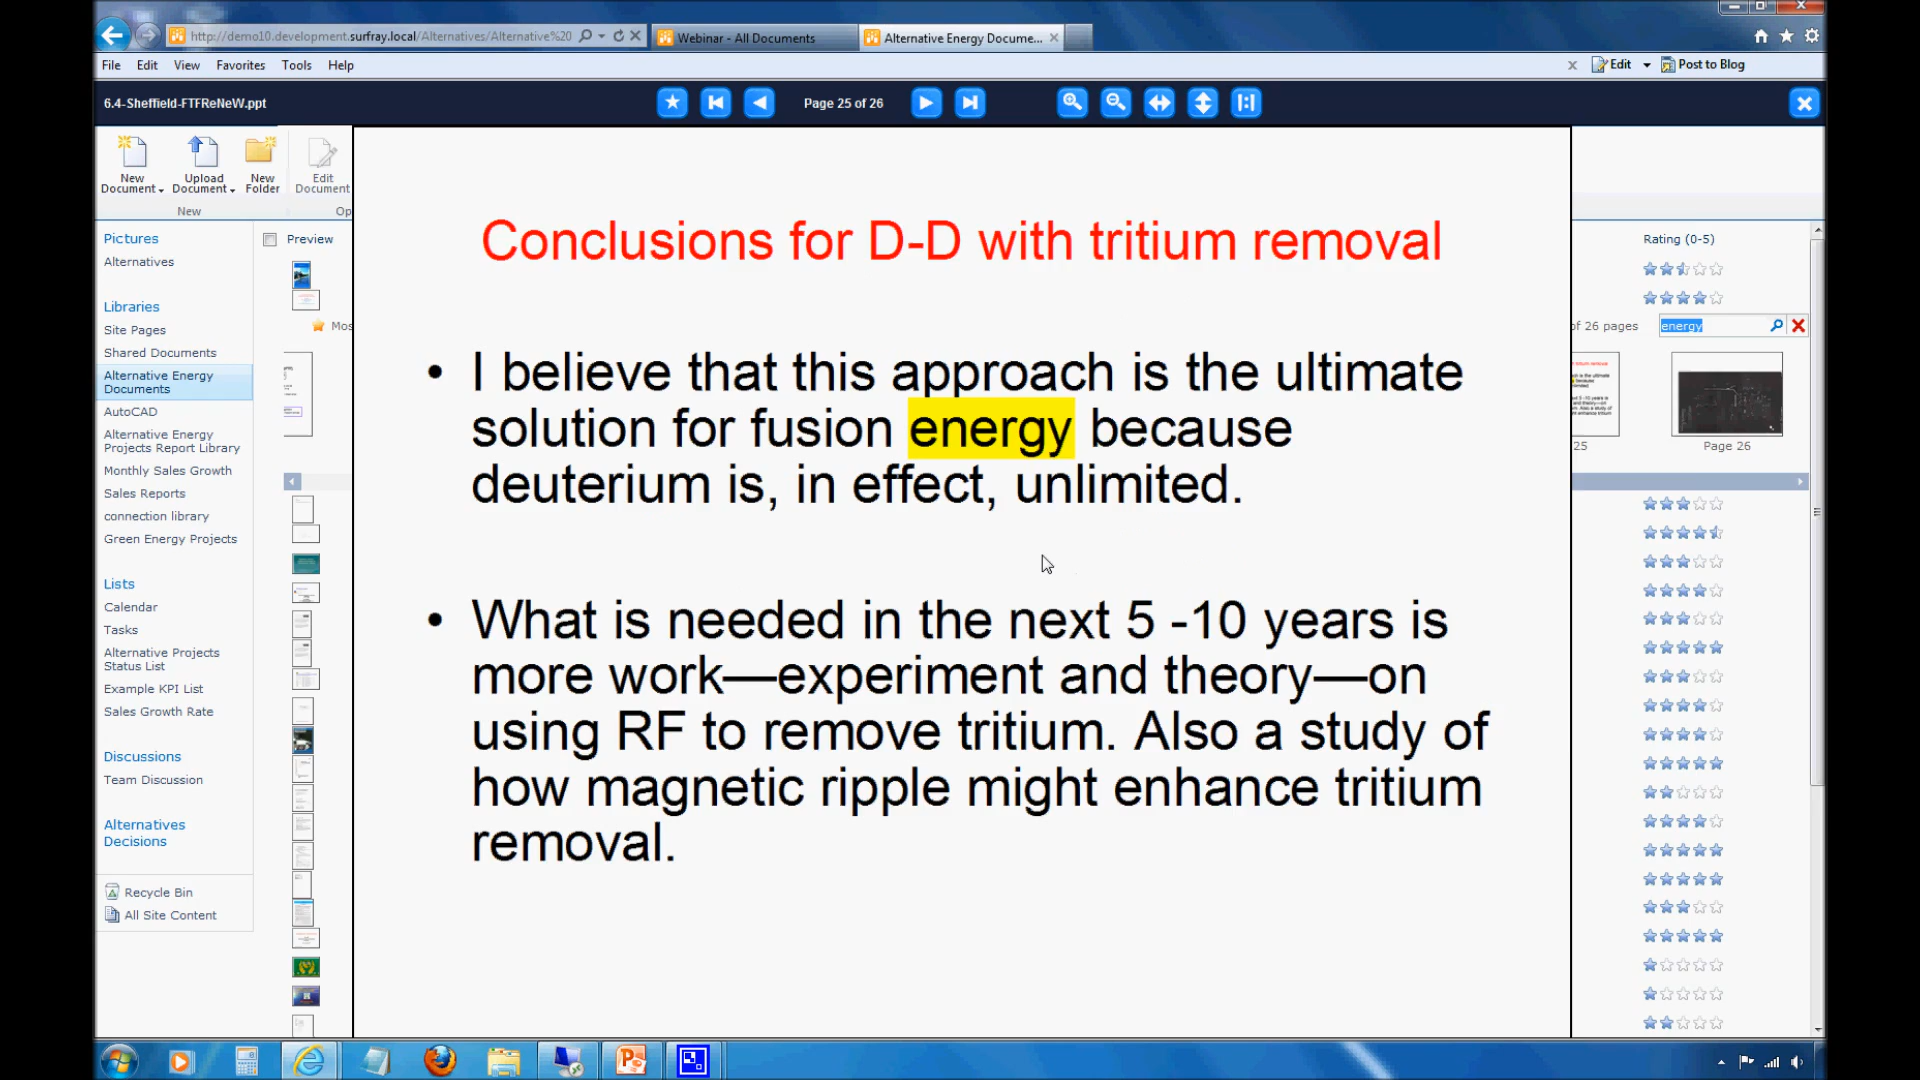 http://demo10.development.surfray.local/Alternatives/Alternative%20
Webinar - All Documents
Alternative Energy Docume...
File Edit View Favorites Tools Help
x Edit Post to Blog
6.4-Sheffield-FTFReNeW.ppt
Page 25 of 26
New Document
Upload Document
New Folder
Edit Document
New
Op
Pictures
Alternatives
Libraries
Site Pages
Shared Documents
Alternative Energy
Documents
AutoCAD
Alternative Energy
Projects Report Library
Monthly Sales Growth
Sales Reports
connection library
Green Energy Projects
Lists
Calendar
Tasks
Alternative Projects
Status List
Example KPI List
Sales Growth Rate
Discussions
Team Discussion
Alternatives
Decisions
Recycle Bin
All Site Content
Preview
Mos
Conclusions for D-D with tritium removal
• I believe that this approach is the ultimate
solution for fusion energy because
deuterium is, in effect, unlimited.
• What is needed in the next 5 -10 years is
more work—experiment and theory—on
using RF to remove tritium. Also a study of
how magnetic ripple might enhance tritium
removal.
Rating (0-5)
of 26 pages energy
25
Page 26